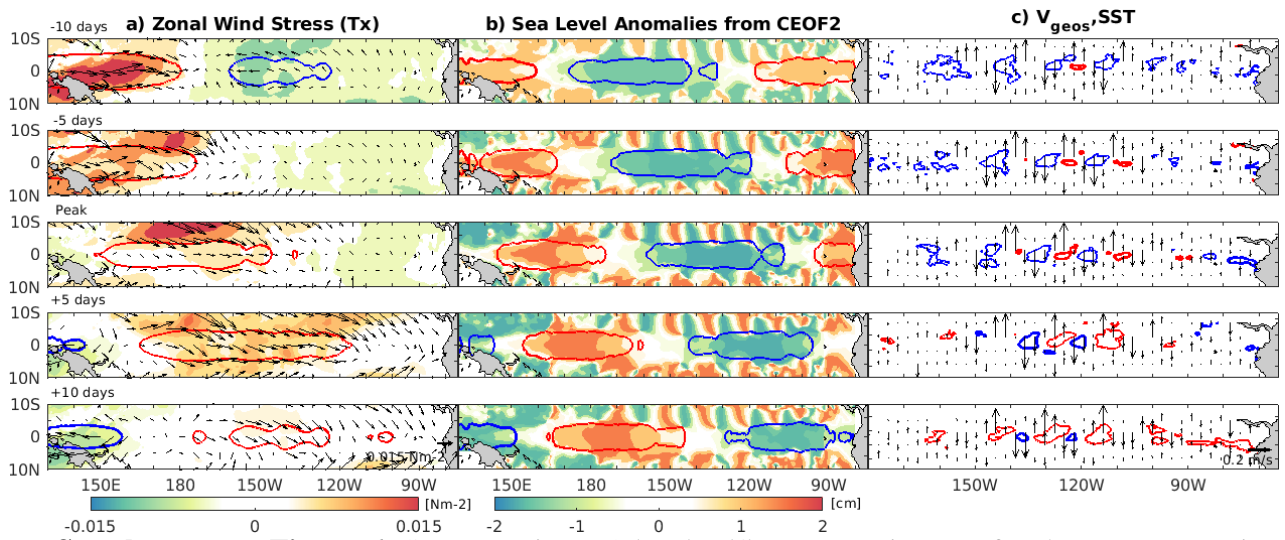 a) Zonal Wind Stress (Tx)
b) Sea Level Anomalies from CEOF2
c) V_geos,SST
-10 days
10S
0
10N
-5 days
10S
0
10N
Peak
10S
0
10N
+5 days
10S
0
10N
+10 days
10S
0
10N
0.015 Nm-2
0.2 m/s
150E 180 150W 120W 90W
150E 180 150W 120W 90W
150W 120W 90W
[Nm-2]
-0.015 0 0.015
[cm]
-2 -1 0 1 2